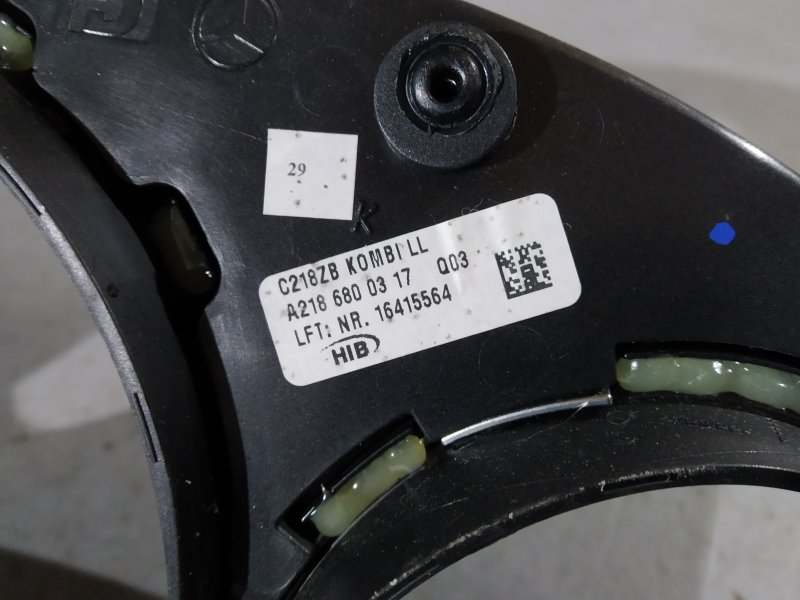 29
K
C218ZB KOMBI LL
A218 680 03 17 Q03
LFT: NR. 16415564
HIB